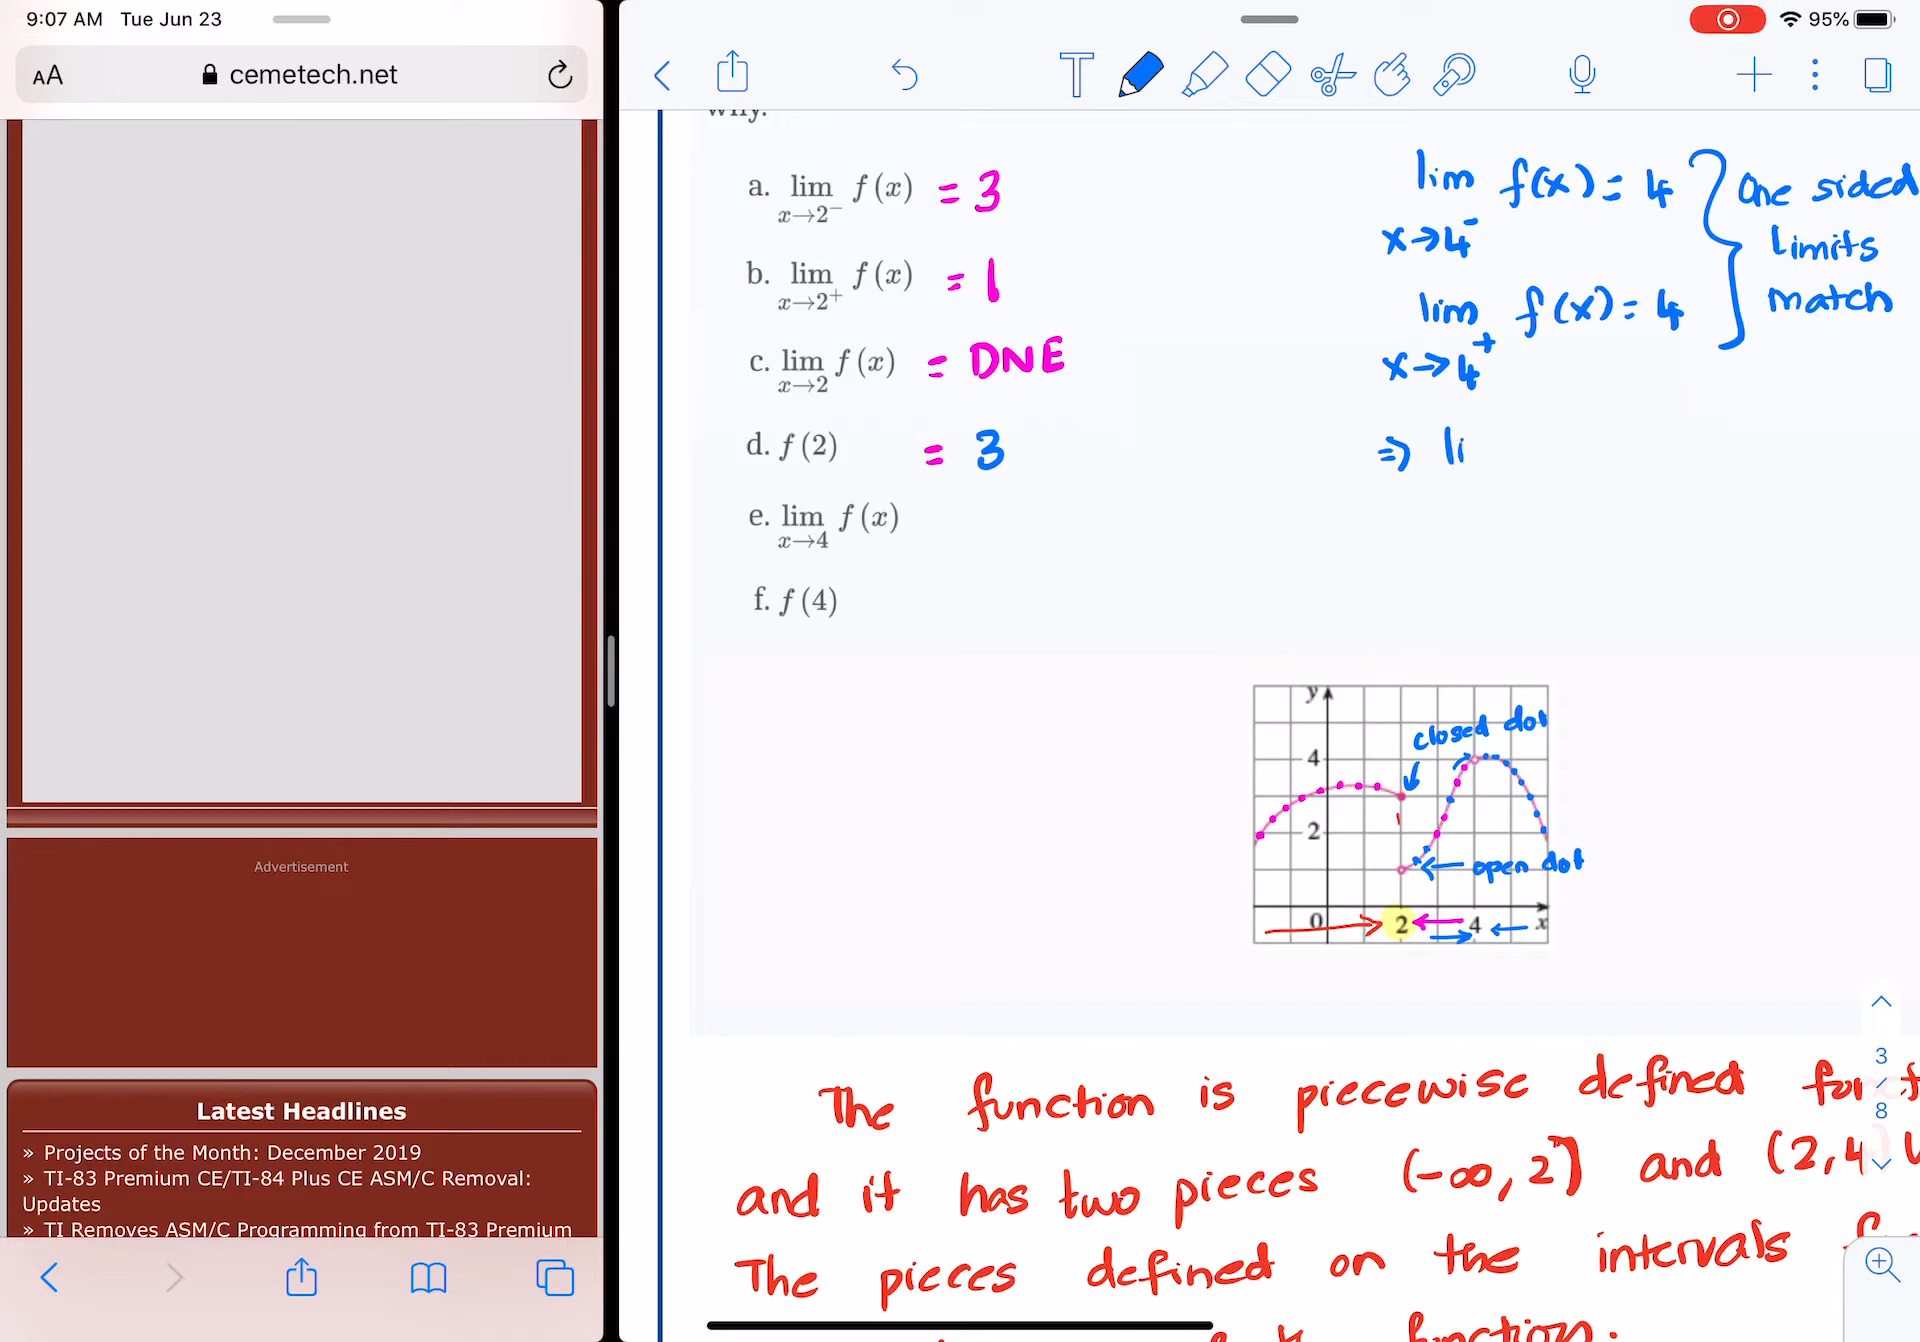 9:07 AM Tue Jun 23
95%
AA cemetech.net
Advertisement
Latest Headlines
» Projects of the Month: December 2019
» TI-83 Premium CE/TI-84 Plus CE ASM/C Removal:
Updates
» TI Removes ASM/C Programming from TI-83 Premium
T
why.
a. lim f(x) = 3
x→2⁻
b. lim f(x) = 1
x→2⁺
c. lim f(x) = DNE
x→2
d. f(2) = 3
e. lim f(x)
x→4
f. f(4)
lim f(x) = 4
x→4⁻
lim f(x) = 4
x→4⁺
} One sided
limits
match
⇒ li
y
closed dot
4
2
open dot
0 2 4 x
3
8
The function is piecewise defined
and it has two pieces (-∞, 2] and (2,4
The pieces defined on the intervals
function.